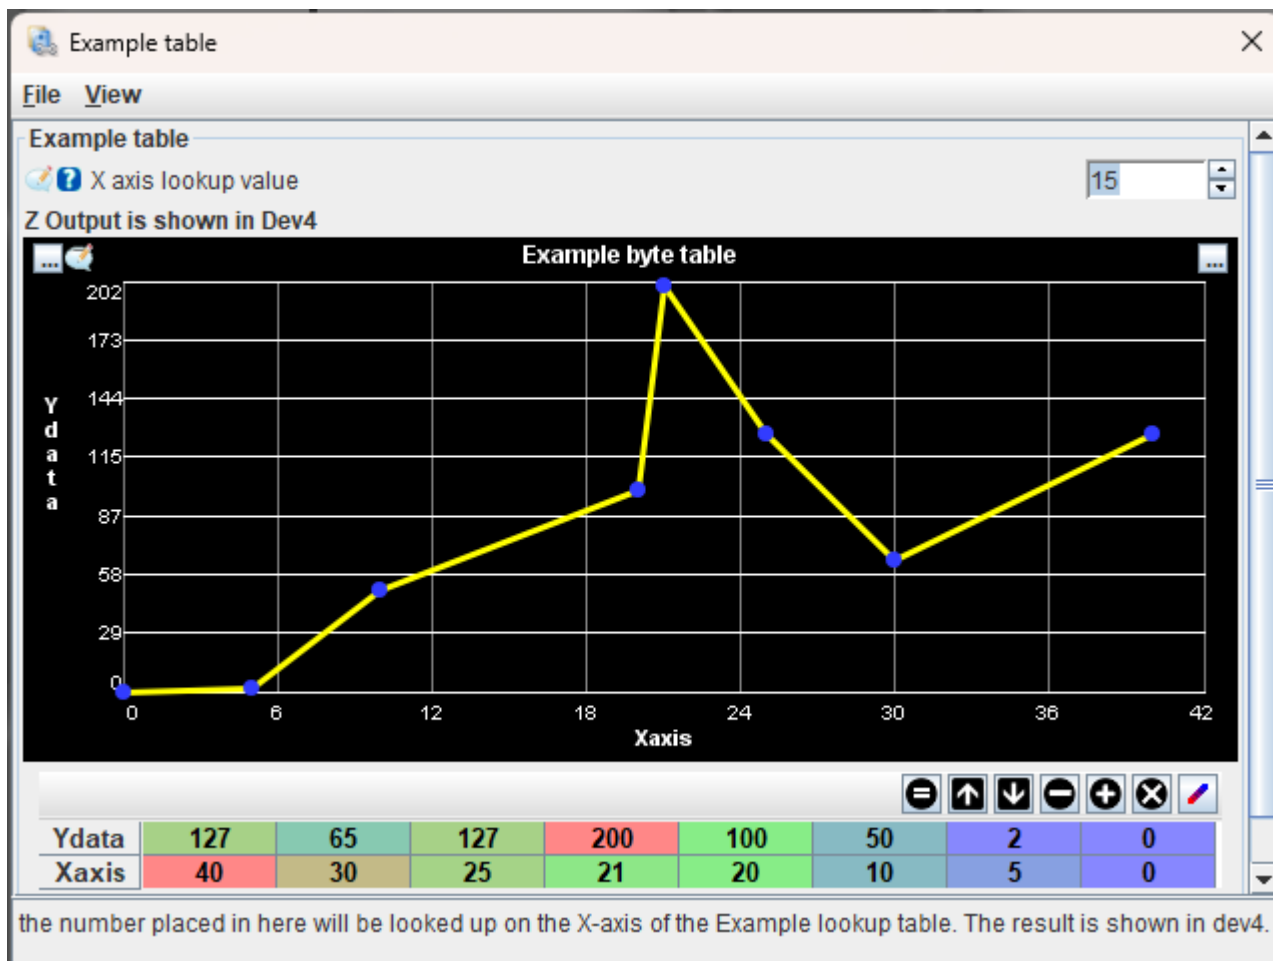 Example table
File View
Example table
X axis lookup value 15
Z Output is shown in Dev4
... Example byte table ...
202
173
144
115
87
58
29
0
Ydata
0 6 12 18 24 30 36 42
Xaxis
Ydata 127 65 127 200 100 50 2 0
Xaxis 40 30 25 21 20 10 5 0
the number placed in here will be looked up on the X-axis of the Example lookup table. The result is shown in dev4.